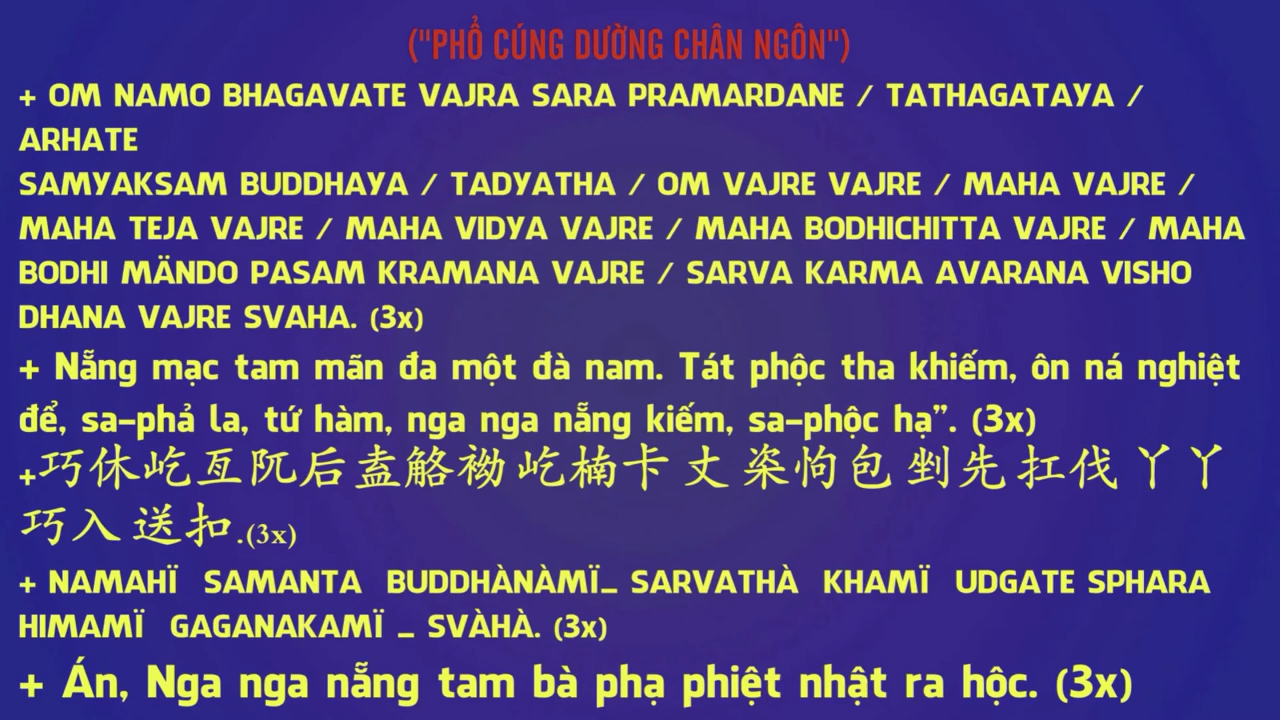 ("PHỔ CÚNG DƯỜNG CHÂN NGÔN")
+ OM NAMO BHAGAVATE VAJRA SARA PRAMARDANE / TATHAGATAYA /
ARHATE
SAMYAKSAM BUDDHAYA / TADYATHA / OM VAJRE VAJRE / MAHA VAJRE /
MAHA TEJA VAJRE / MAHA VIDYA VAJRE / MAHA BODHICHITTA VAJRE / MAHA
BODHI MÄNDO PASAM KRAMANA VAJRE / SARVA KARMA AVARANA VISHO
DHANA VAJRE SVAHA. (3x)
+ Nẵng mạc tam mãn đa một đà nam. Tát phộc tha khiếm, ôn ná nghiệt
để, sa-phả la, tứ hàm, nga nga nẵng kiếm, sa-phộc hạ”. (3x)
+巧休屹亙阢后盍觡袎屹楠卡丈姿怐包剉先扛伐丫丫
巧入送扣.(3x)
+ NAMAHÏ SAMANTA BUDDHÀNÀMÏ_ SARVATHÀ KHAMÏ UDGATE SPHARA
HIMAMÏ GAGANAKAMÏ _ SVÀHÀ. (3x)
+ Án, Nga nga nẵng tam bà phạ phiệt nhật ra hộc. (3x)